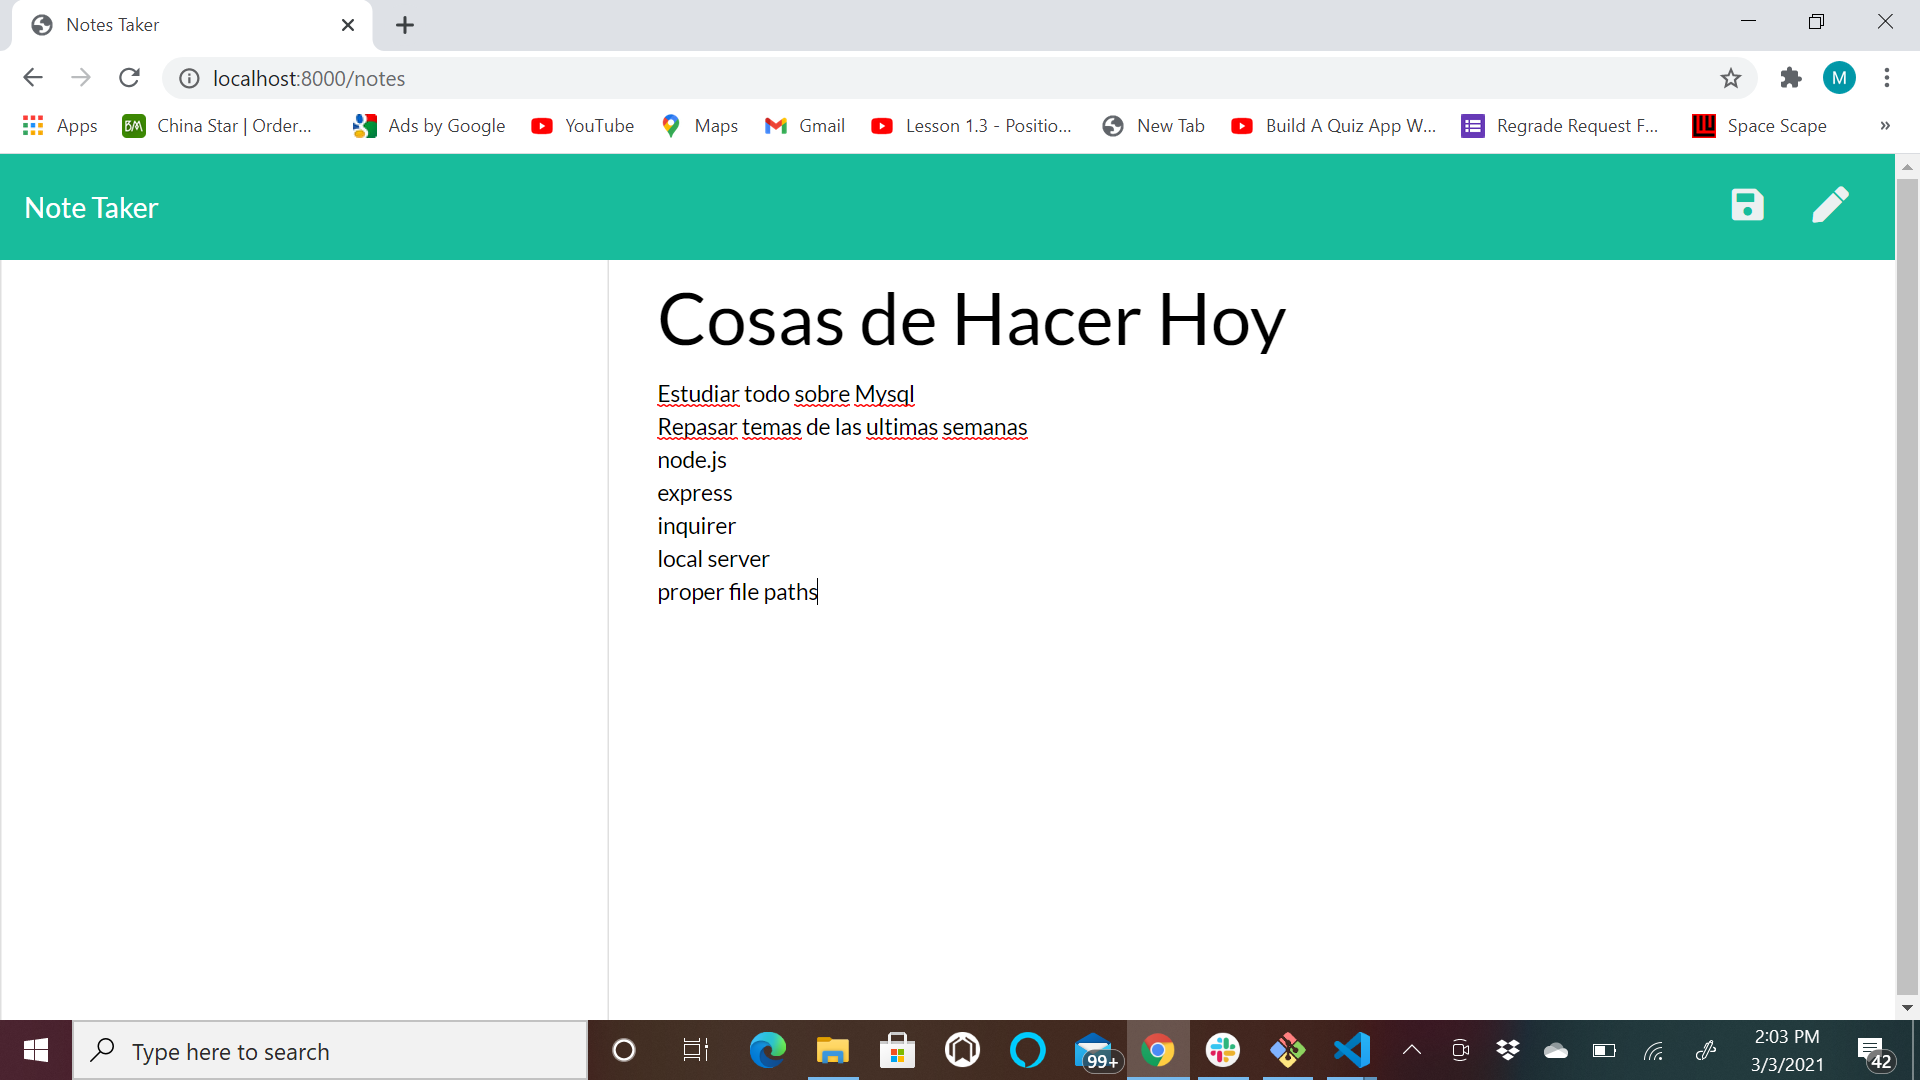 Notes Taker
localhost:8000/notes
Apps
BM
China Star | Order...
Ads by Google
YouTube
Maps
Gmail
Lesson 1.3 - Positio...
New Tab
Build A Quiz App W...
Regrade Request F...
Space Scape
»
M
Note Taker
Cosas de Hacer Hoy
Estudiar todo sobre Mysql
Repasar temas de las ultimas semanas
node.js
express
inquirer
local server
proper file paths
Type here to search
99+
2:03 PM
3/3/2021
42